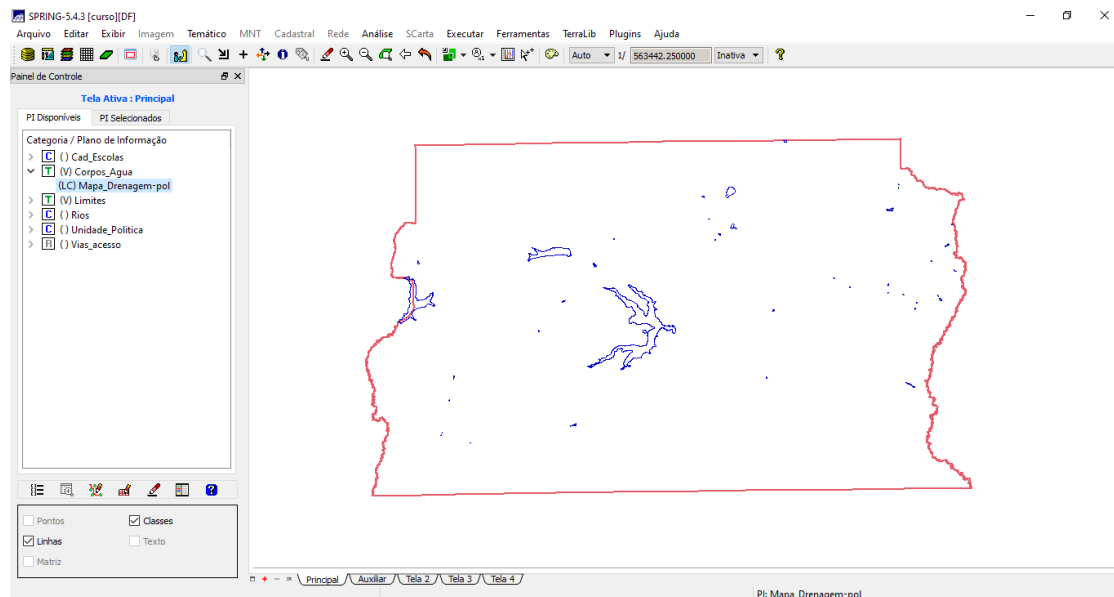 SPRING-5.4.3 [curso][DF]
Arquivo Editar Exibir Imagem Temático MNT Cadastral Rede Análise SCarta Executar Ferramentas TerraLib Plugins Ajuda
Auto 1/ 563442.250000 Inativa
Painel de Controle
Tela Ativa : Principal
PI Disponíveis PI Selecionados
Categoria / Plano de Informação
C ( ) Cad_Escolas
T (V) Corpos_Agua
(LC) Mapa_Drenagem-pol
T (V) Limites
C ( ) Rios
C ( ) Unidade_Politica
R ( ) Vias_acesso
Pontos Classes
Linhas Texto
Matriz
Principal Auxiliar Tela 2 Tela 3 Tela 4
PI: Mapa_Drenagem-pol